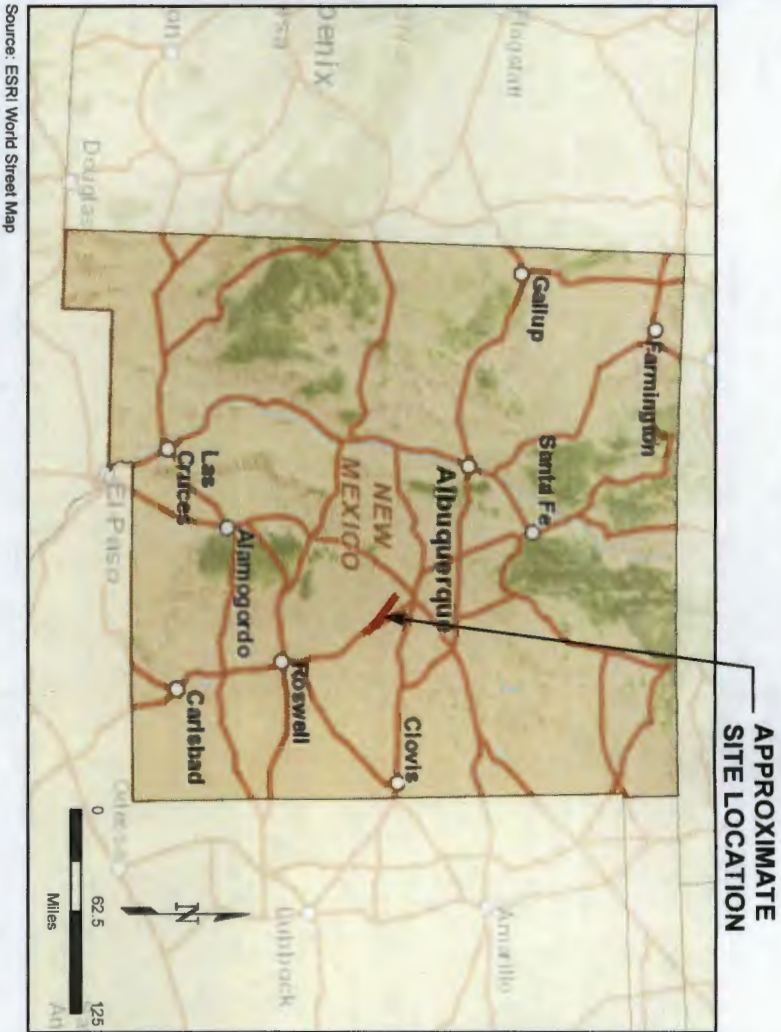 APPROXIMATE
SITE LOCATION
Flagstaff
Farmington
Gallup
Santa Fe
Albuquerque
NEW
MEXICO
Clovis
Amarillo
Lubbock
Roswell
Alamogordo
Las
Cruces
Carlsbad
El Paso
Douglas
Odessa
N
0
62.5
125
Miles
Source: ESRI World Street Map